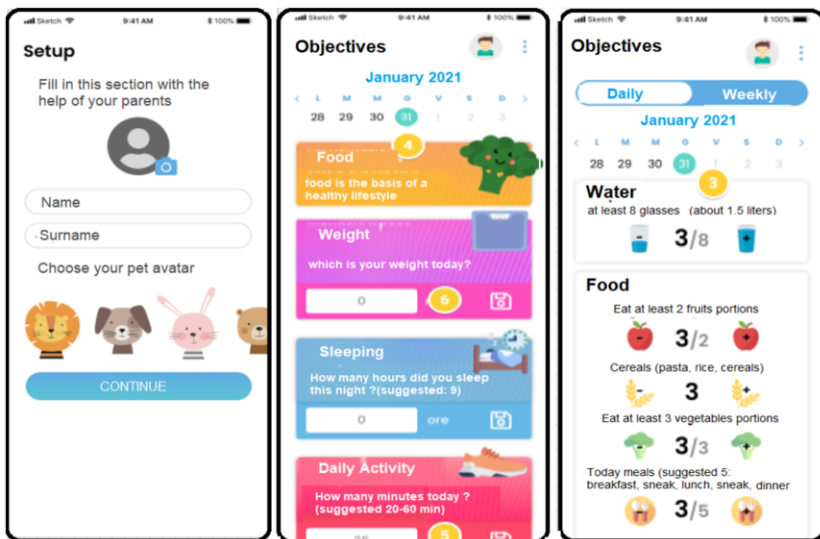 Sketch 9:41 AM 100%
Setup
Fill in this section with the
help of your parents
Name
Surname
Choose your pet avatar
CONTINUE
Sketch 9:41 AM 100%
Objectives
January 2021
< L M M G V S D >
28 29 30 31 1 2 3
4
Food
food is the basis of a
healthy lifestyle
Weight
which is your weight today?
0
6
Sleeping
How many hours did you sleep
this night ?(suggested: 9)
0 ore
Daily Activity
How many minutes today ?
(suggested 20-60 min)
5
Sketch 9:41 AM 100%
Objectives
Daily Weekly
January 2021
< L M M G V S D >
28 29 30 31 1 2 3
3
Water
at least 8 glasses (about 1.5 liters)
- 3/8 +
Food
Eat at least 2 fruits portions
- 3/2 +
Cereals (pasta, rice, cereals)
- 3 +
Eat at least 3 vegetables portions
- 3/3 +
Today meals (suggested 5:
breakfast, sneak, lunch, sneak, dinner
- 3/5 +